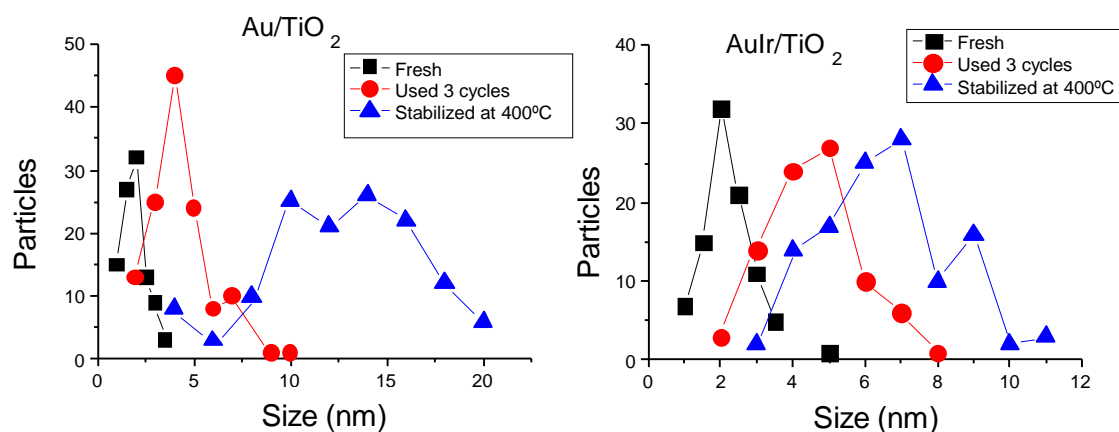 Au/TiO 2
Fresh
Used 3 cycles
Stabilized at 400ºC
Particles
50
40
30
20
10
0
0 5 10 15 20
Size (nm)
AuIr/TiO 2
Fresh
Used 3 cycles
Stabilized at 400ºC
Particles
40
30
20
10
0
0 2 4 6 8 10 12
Size (nm)